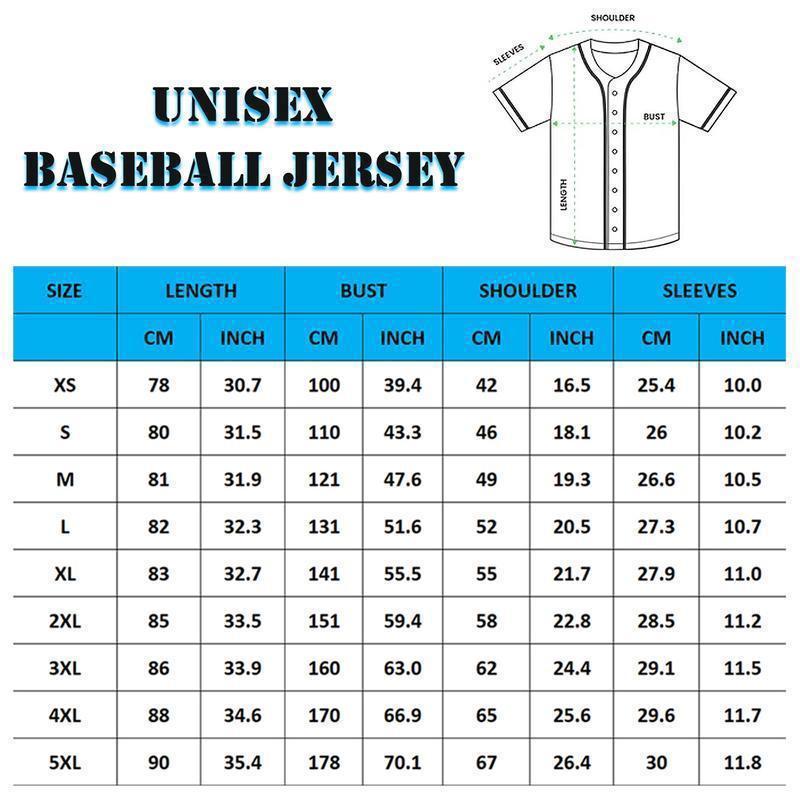 UNISEX
BASEBALL JERSEY
SHOULDER
SLEEVES
BUST
LENGTH
SIZE LENGTH BUST SHOULDER SLEEVES
CM INCH CM INCH CM INCH CM INCH
XS 78 30.7 100 39.4 42 16.5 25.4 10.0
S 80 31.5 110 43.3 46 18.1 26 10.2
M 81 31.9 121 47.6 49 19.3 26.6 10.5
L 82 32.3 131 51.6 52 20.5 27.3 10.7
XL 83 32.7 141 55.5 55 21.7 27.9 11.0
2XL 85 33.5 151 59.4 58 22.8 28.5 11.2
3XL 86 33.9 160 63.0 62 24.4 29.1 11.5
4XL 88 34.6 170 66.9 65 25.6 29.6 11.7
5XL 90 35.4 178 70.1 67 26.4 30 11.8